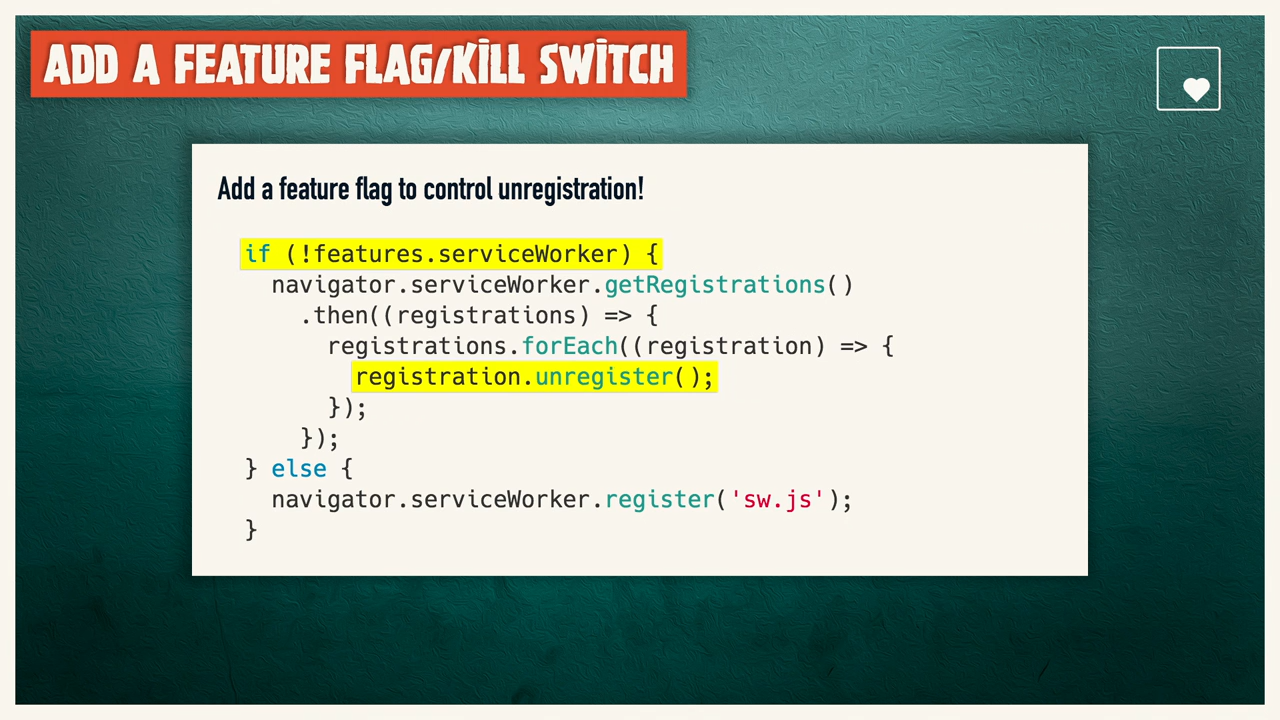 ADD A FEATURE FLAG/KILL SWITCH
Add a feature flag to control unregistration!
if (!features.serviceWorker) {
  navigator.serviceWorker.getRegistrations()
    .then((registrations) => {
      registrations.forEach((registration) => {
        registration.unregister();
      });
    });
} else {
  navigator.serviceWorker.register('sw.js');
}